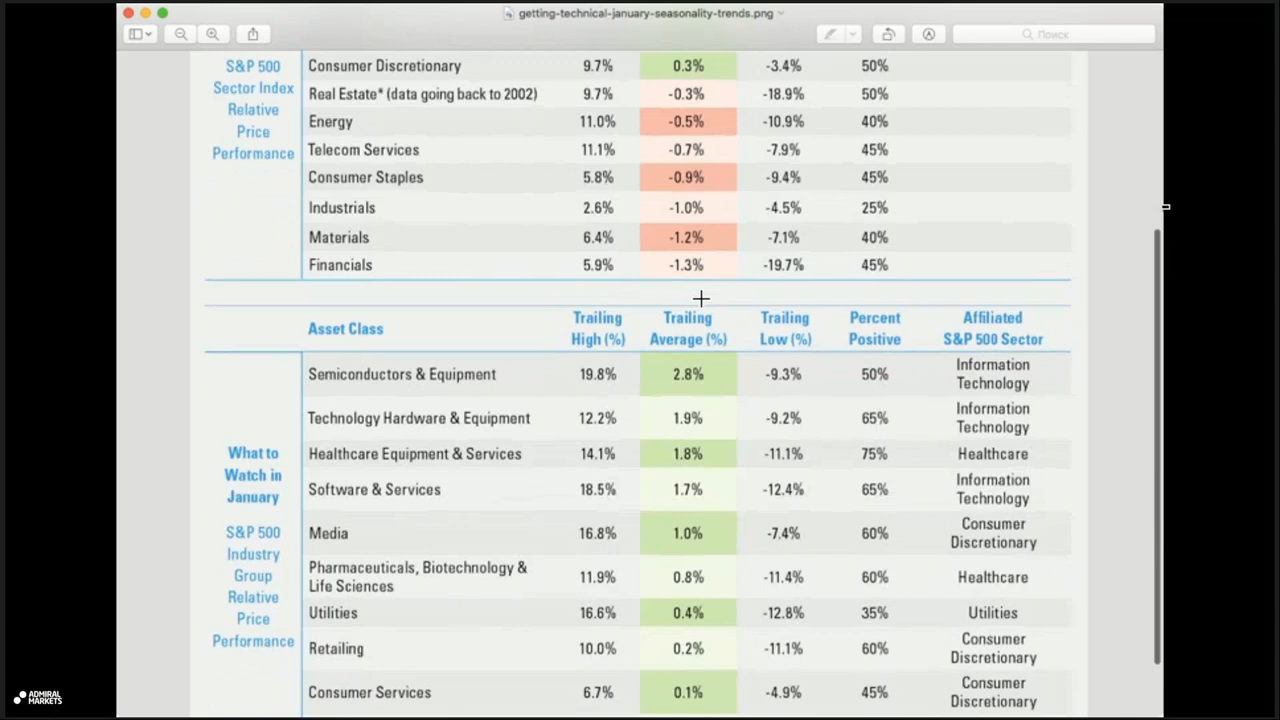 getting-technical-january-seasonality-trends.png
Поиск
S&P 500
Sector Index
Relative
Price
Performance
Consumer Discretionary 9.7% 0.3% -3.4% 50%
Real Estate* (data going back to 2002) 9.7% -0.3% -18.9% 50%
Energy 11.0% -0.5% -10.9% 40%
Telecom Services 11.1% -0.7% -7.9% 45%
Consumer Staples 5.8% -0.9% -9.4% 45%
Industrials 2.6% -1.0% -4.5% 25%
Materials 6.4% -1.2% -7.1% 40%
Financials 5.9% -1.3% -19.7% 45%
Asset Class
Trailing
High (%)
Trailing
Average (%)
Trailing
Low (%)
Percent
Positive
Affiliated
S&P 500 Sector
What to
Watch in
January
S&P 500
Industry
Group
Relative
Price
Performance
Semiconductors & Equipment 19.8% 2.8% -9.3% 50%
Information
Technology
Technology Hardware & Equipment 12.2% 1.9% -9.2% 65%
Information
Technology
Healthcare Equipment & Services 14.1% 1.8% -11.1% 75% Healthcare
Software & Services 18.5% 1.7% -12.4% 65%
Information
Technology
Media 16.8% 1.0% -7.4% 60%
Consumer
Discretionary
Pharmaceuticals, Biotechnology &
Life Sciences
11.9% 0.8% -11.4% 60% Healthcare
Utilities 16.6% 0.4% -12.8% 35% Utilities
Retailing 10.0% 0.2% -11.1% 60%
Consumer
Discretionary
Consumer Services 6.7% 0.1% -4.9% 45%
Consumer
Discretionary
ADMIRAL
MARKETS